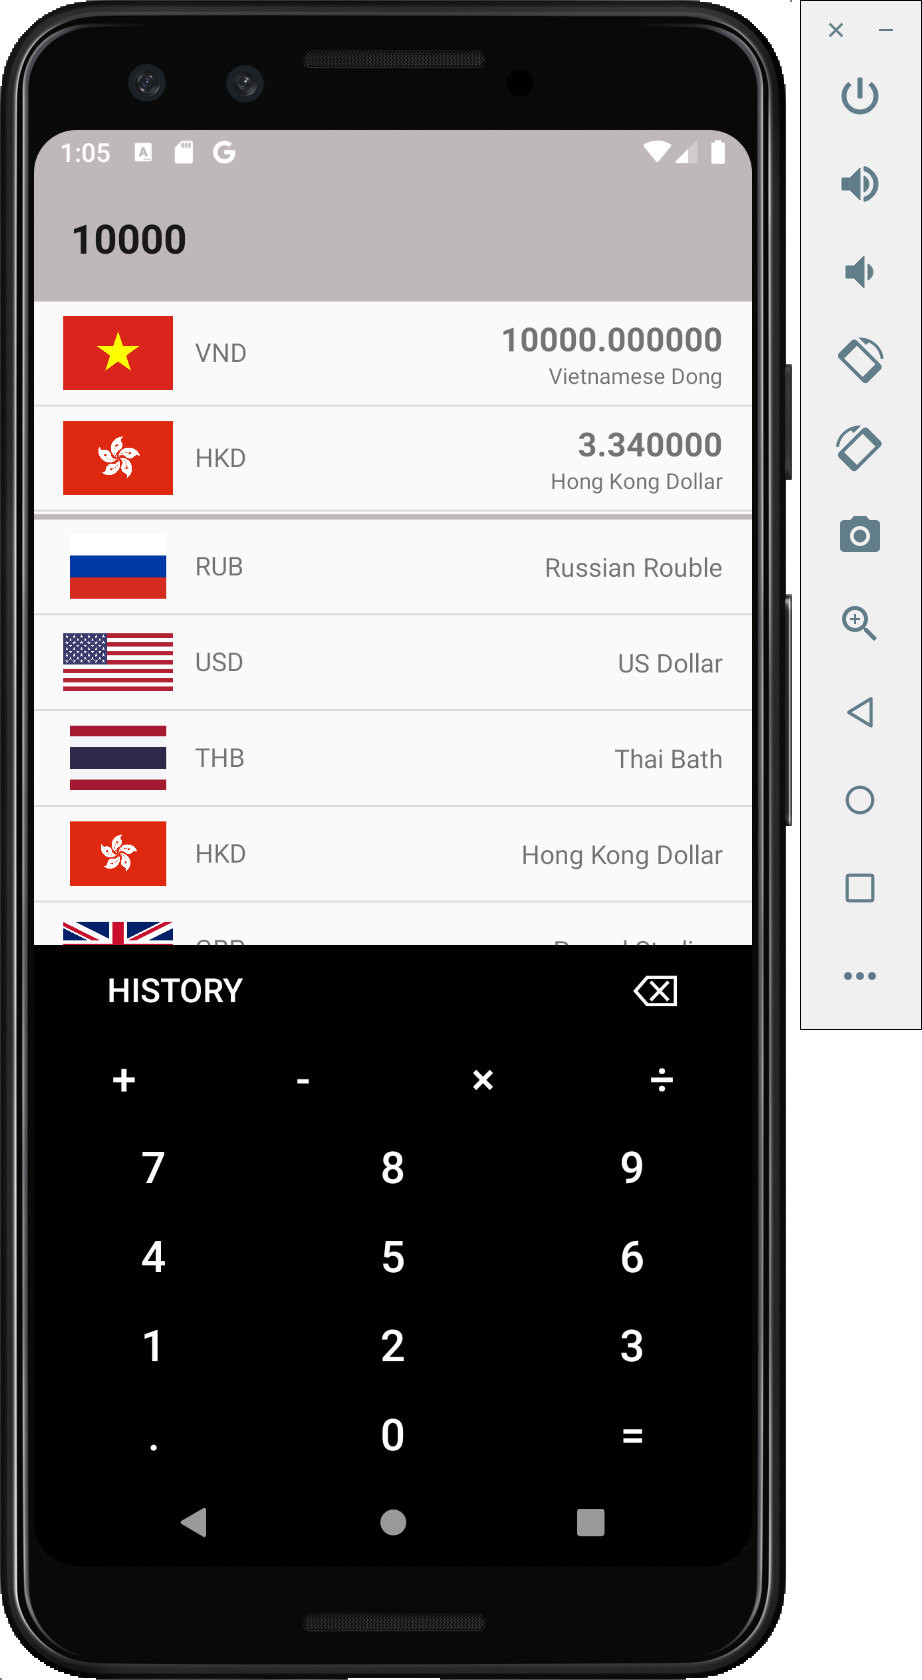 1:05
10000
VND
10000.000000
Vietnamese Dong
HKD
3.340000
Hong Kong Dollar
RUB
Russian Rouble
USD
US Dollar
THB
Thai Bath
HKD
Hong Kong Dollar
HISTORY
+ - × ÷
7 8 9
4 5 6
1 2 3
. 0 =